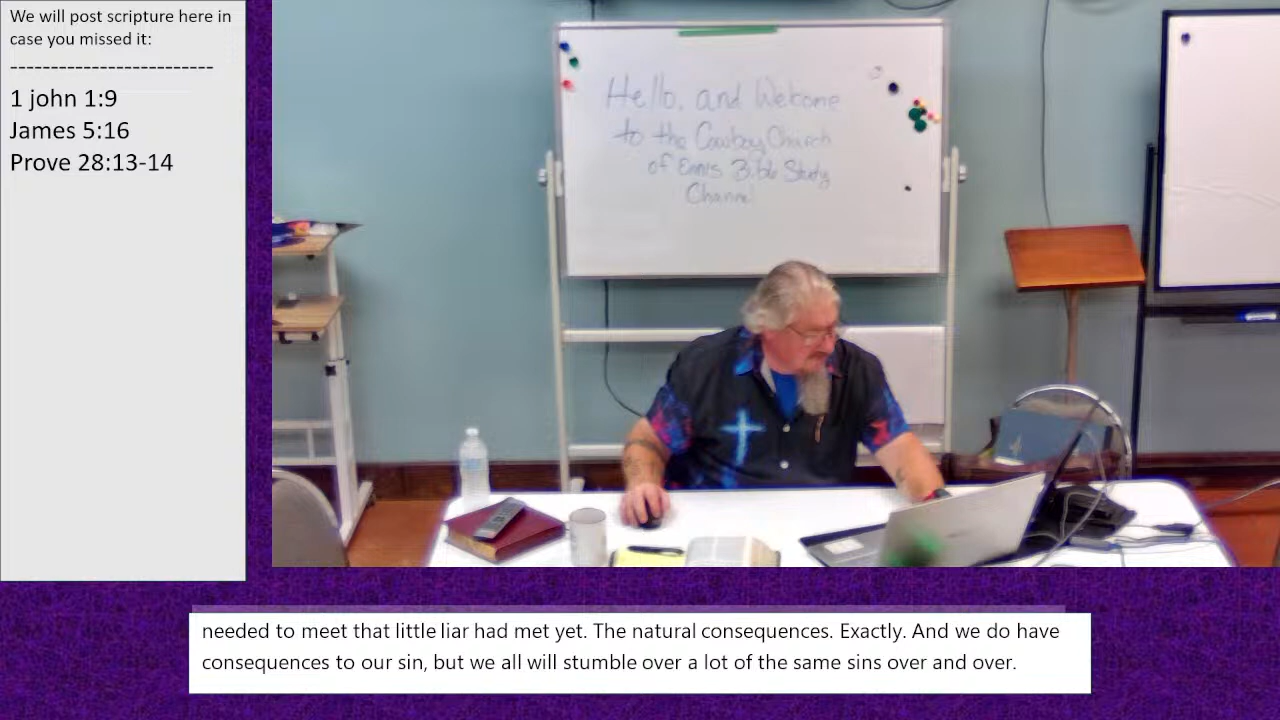 We will post scripture here in
case you missed it:
-------------------------
1 john 1:9
James 5:16
Prove 28:13-14
Hello, and Welcome
to the Cowboy Church
of Ennis Bible Study
Channel
needed to meet that little liar had met yet. The natural consequences. Exactly. And we do have
consequences to our sin, but we all will stumble over a lot of the same sins over and over.